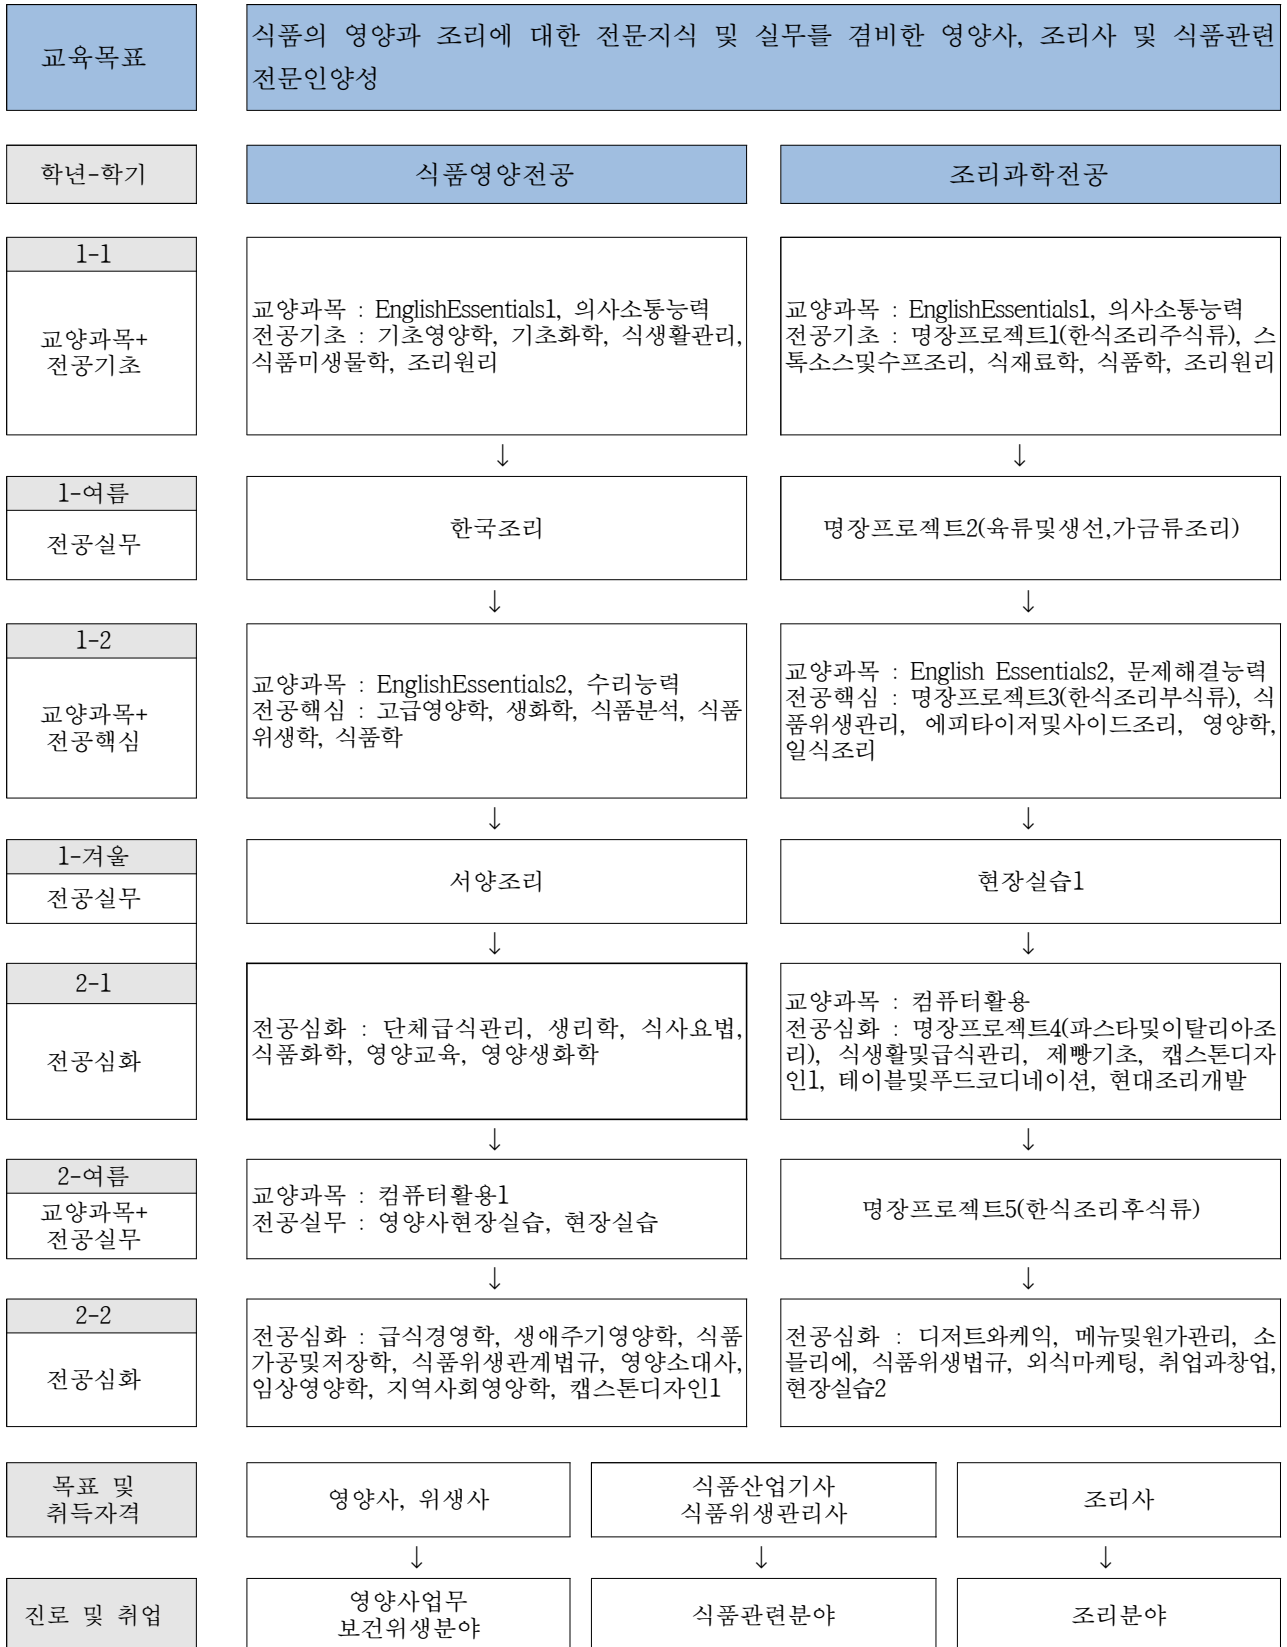 교육목표
식품의 영양과 조리에 대한 전문지식 및 실무를 겸비한 영양사, 조리사 및 식품관련
전문인양성
학년-학기
식품영양전공
조리과학전공
1-1
교양과목+
전공기초
교양과목 : EnglishEssentials1, 의사소통능력
전공기초 : 기초영양학, 기초화학, 식생활관리,
식품미생물학, 조리원리
교양과목 : EnglishEssentials1, 의사소통능력
전공기초 : 명장프로젝트1(한식조리주식류), 스
톡소스및수프조리, 식재료학, 식품학, 조리원리
↓
↓
1-여름
전공실무
한국조리
명장프로젝트2(육류및생선,가금류조리)
↓
↓
1-2
교양과목+
전공핵심
교양과목 : EnglishEssentials2, 수리능력
전공핵심 : 고급영양학, 생화학, 식품분석, 식품
위생학, 식품학
교양과목 : English Essentials2, 문제해결능력
전공핵심 : 명장프로젝트3(한식조리부식류), 식
품위생관리, 에피타이저및사이드조리, 영양학,
일식조리
↓
↓
1-겨울
전공실무
서양조리
현장실습1
↓
↓
2-1
전공심화
전공심화 : 단체급식관리, 생리학, 식사요법,
식품화학, 영양교육, 영양생화학
교양과목 : 컴퓨터활용
전공심화 : 명장프로젝트4(파스타및이탈리아조
리), 식생활및급식관리, 제빵기초, 캡스톤디자
인1, 테이블및푸드코디네이션, 현대조리개발
↓
↓
2-여름
교양과목+
전공실무
교양과목 : 컴퓨터활용1
전공실무 : 영양사현장실습, 현장실습
명장프로젝트5(한식조리후식류)
↓
↓
2-2
전공심화
전공심화 : 급식경영학, 생애주기영양학, 식품
가공및저장학, 식품위생관계법규, 영양소대사,
임상영양학, 지역사회영앙학, 캡스톤디자인1
전공심화 : 디저트와케익, 메뉴및원가관리, 소
믈리에, 식품위생법규, 외식마케팅, 취업과창업,
현장실습2
목표 및
취득자격
영양사, 위생사
식품산업기사
식품위생관리사
조리사
↓
↓
↓
진로 및 취업
영양사업무
보건위생분야
식품관련분야
조리분야